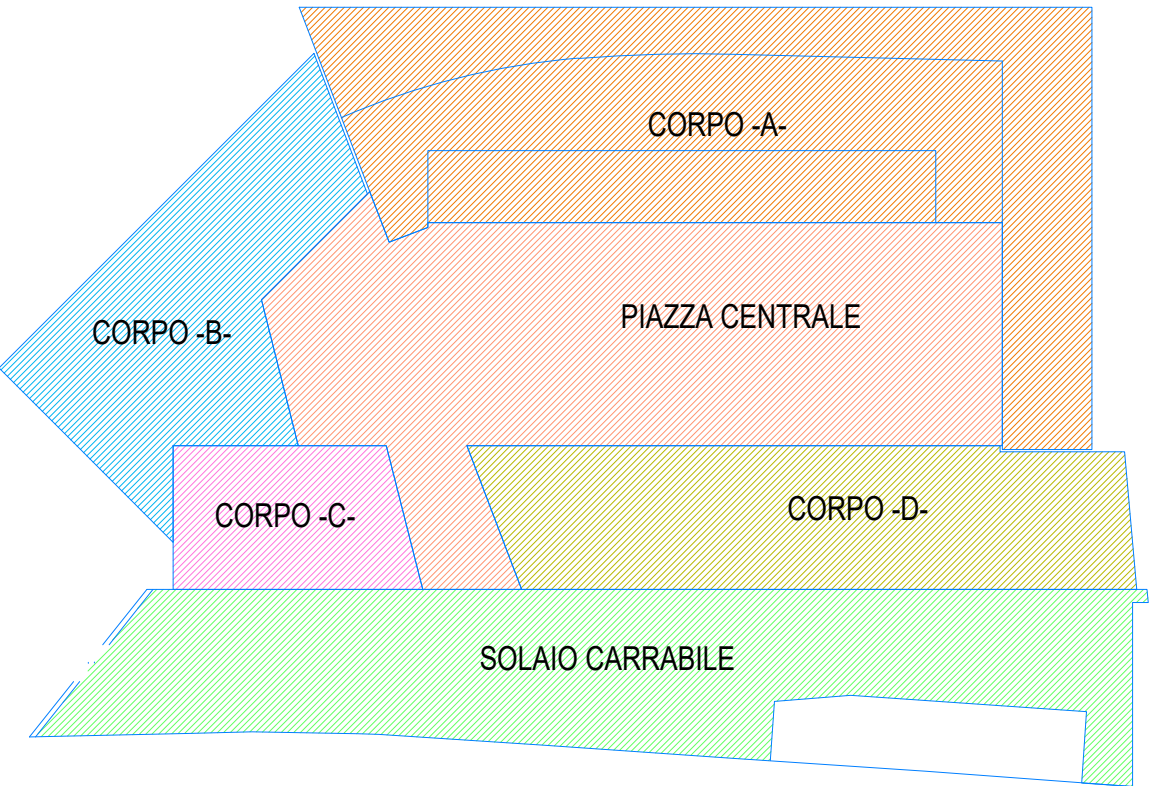 CORPO -A-
PIAZZA CENTRALE
CORPO -B-
CORPO -C-
CORPO -D-
SOLAIO CARRABILE